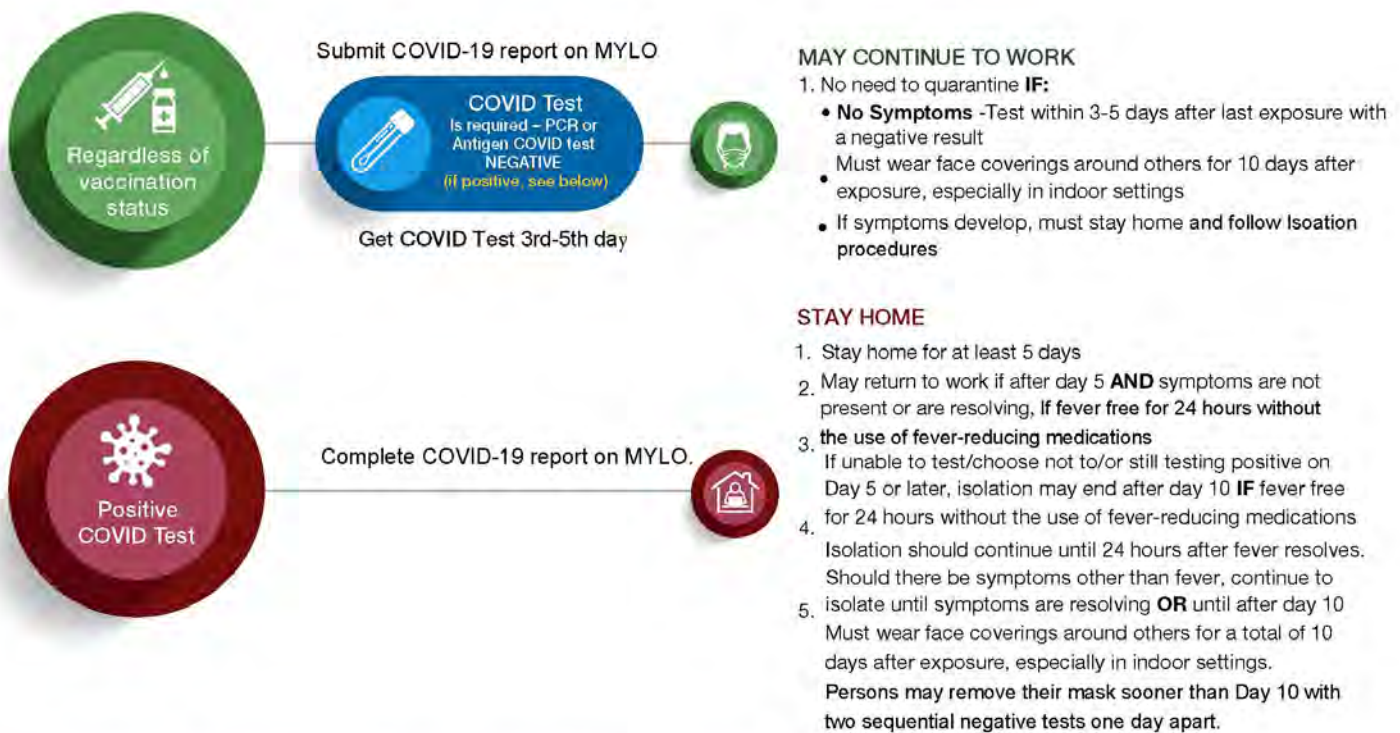 Regardless of
vaccination
status
Submit COVID-19 report on MYLO
COVID Test
Is required – PCR or
Antigen COVID test
NEGATIVE
(if positive, see below)
Get COVID Test 3rd-5th day
MAY CONTINUE TO WORK
1. No need to quarantine IF:
• No Symptoms -Test within 3-5 days after last exposure with
a negative result
Must wear face coverings around others for 10 days after
• exposure, especially in indoor settings
• If symptoms develop, must stay home and follow Isoation
procedures
Positive
COVID Test
Complete COVID-19 report on MYLO.
STAY HOME
1. Stay home for at least 5 days
2. May return to work if after day 5 AND symptoms are not
present or are resolving, If fever free for 24 hours without
3. the use of fever-reducing medications
If unable to test/choose not to/or still testing positive on
Day 5 or later, isolation may end after day 10 IF fever free
4. for 24 hours without the use of fever-reducing medications
Isolation should continue until 24 hours after fever resolves.
Should there be symptoms other than fever, continue to
5. isolate until symptoms are resolving OR until after day 10
Must wear face coverings around others for a total of 10
days after exposure, especially in indoor settings.
Persons may remove their mask sooner than Day 10 with
two sequential negative tests one day apart.